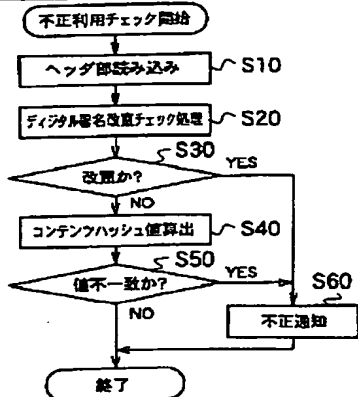 不正利用チェック開始
ヘッダ部読み込み
S10
ディジタル署名改竄チェック処理
S20
S30
改竄か?
YES
NO
コンテンツハッシュ値算出
S40
S50
値不一致か?
YES
S60
NO
不正通知
終了